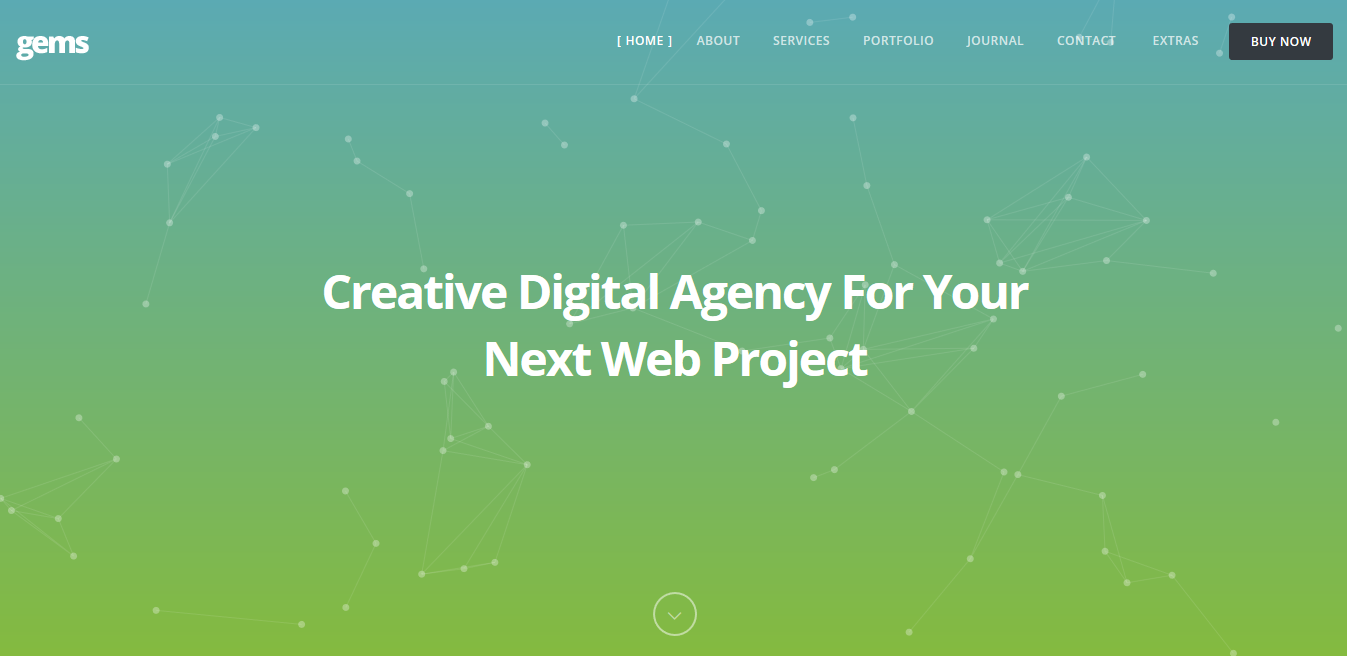 gems
[ HOME ] ABOUT SERVICES PORTFOLIO JOURNAL CONTACT EXTRAS BUY NOW
Creative Digital Agency For Your
Next Web Project